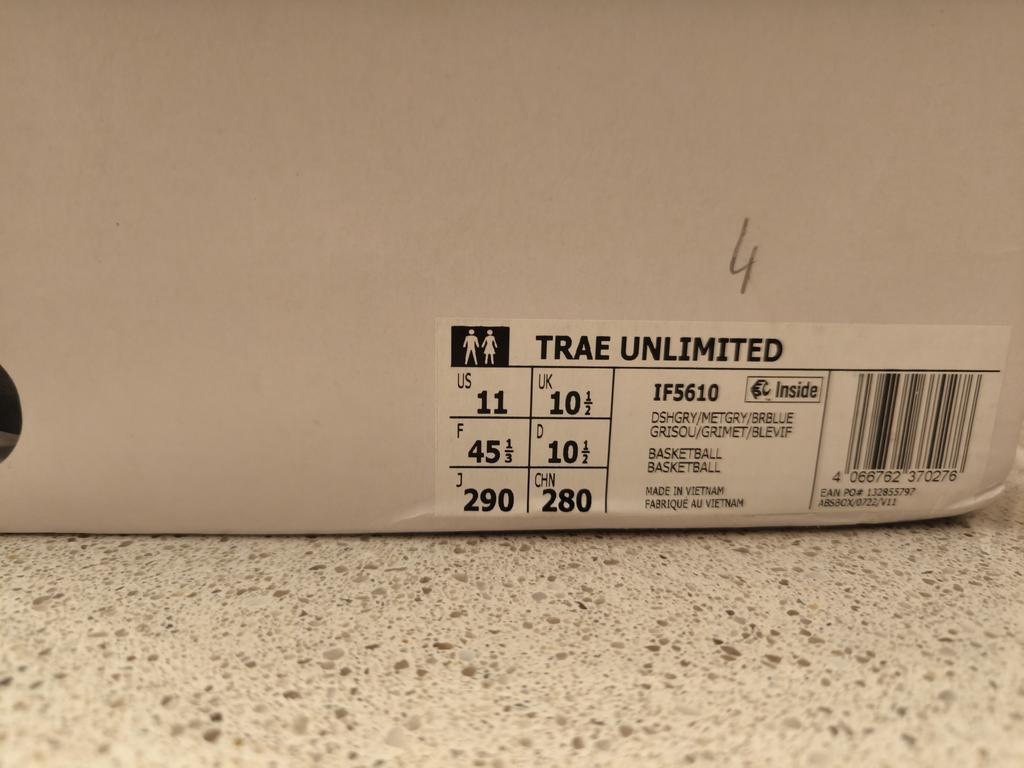 4
TRAE UNLIMITED
US 11
UK 10½
F 45⅓
D 10½
J 290
CHN 280
IF5610
Inside
DSHGRY/METGRY/BRBLUE
GRISOU/GRIMET/BLEVIF
BASKETBALL
BASKETBALL
MADE IN VIETNAM
FABRIQUE AU VIETNAM
4 066762 370276
EAN PO# 132855797
ABSBOX/0722/V11